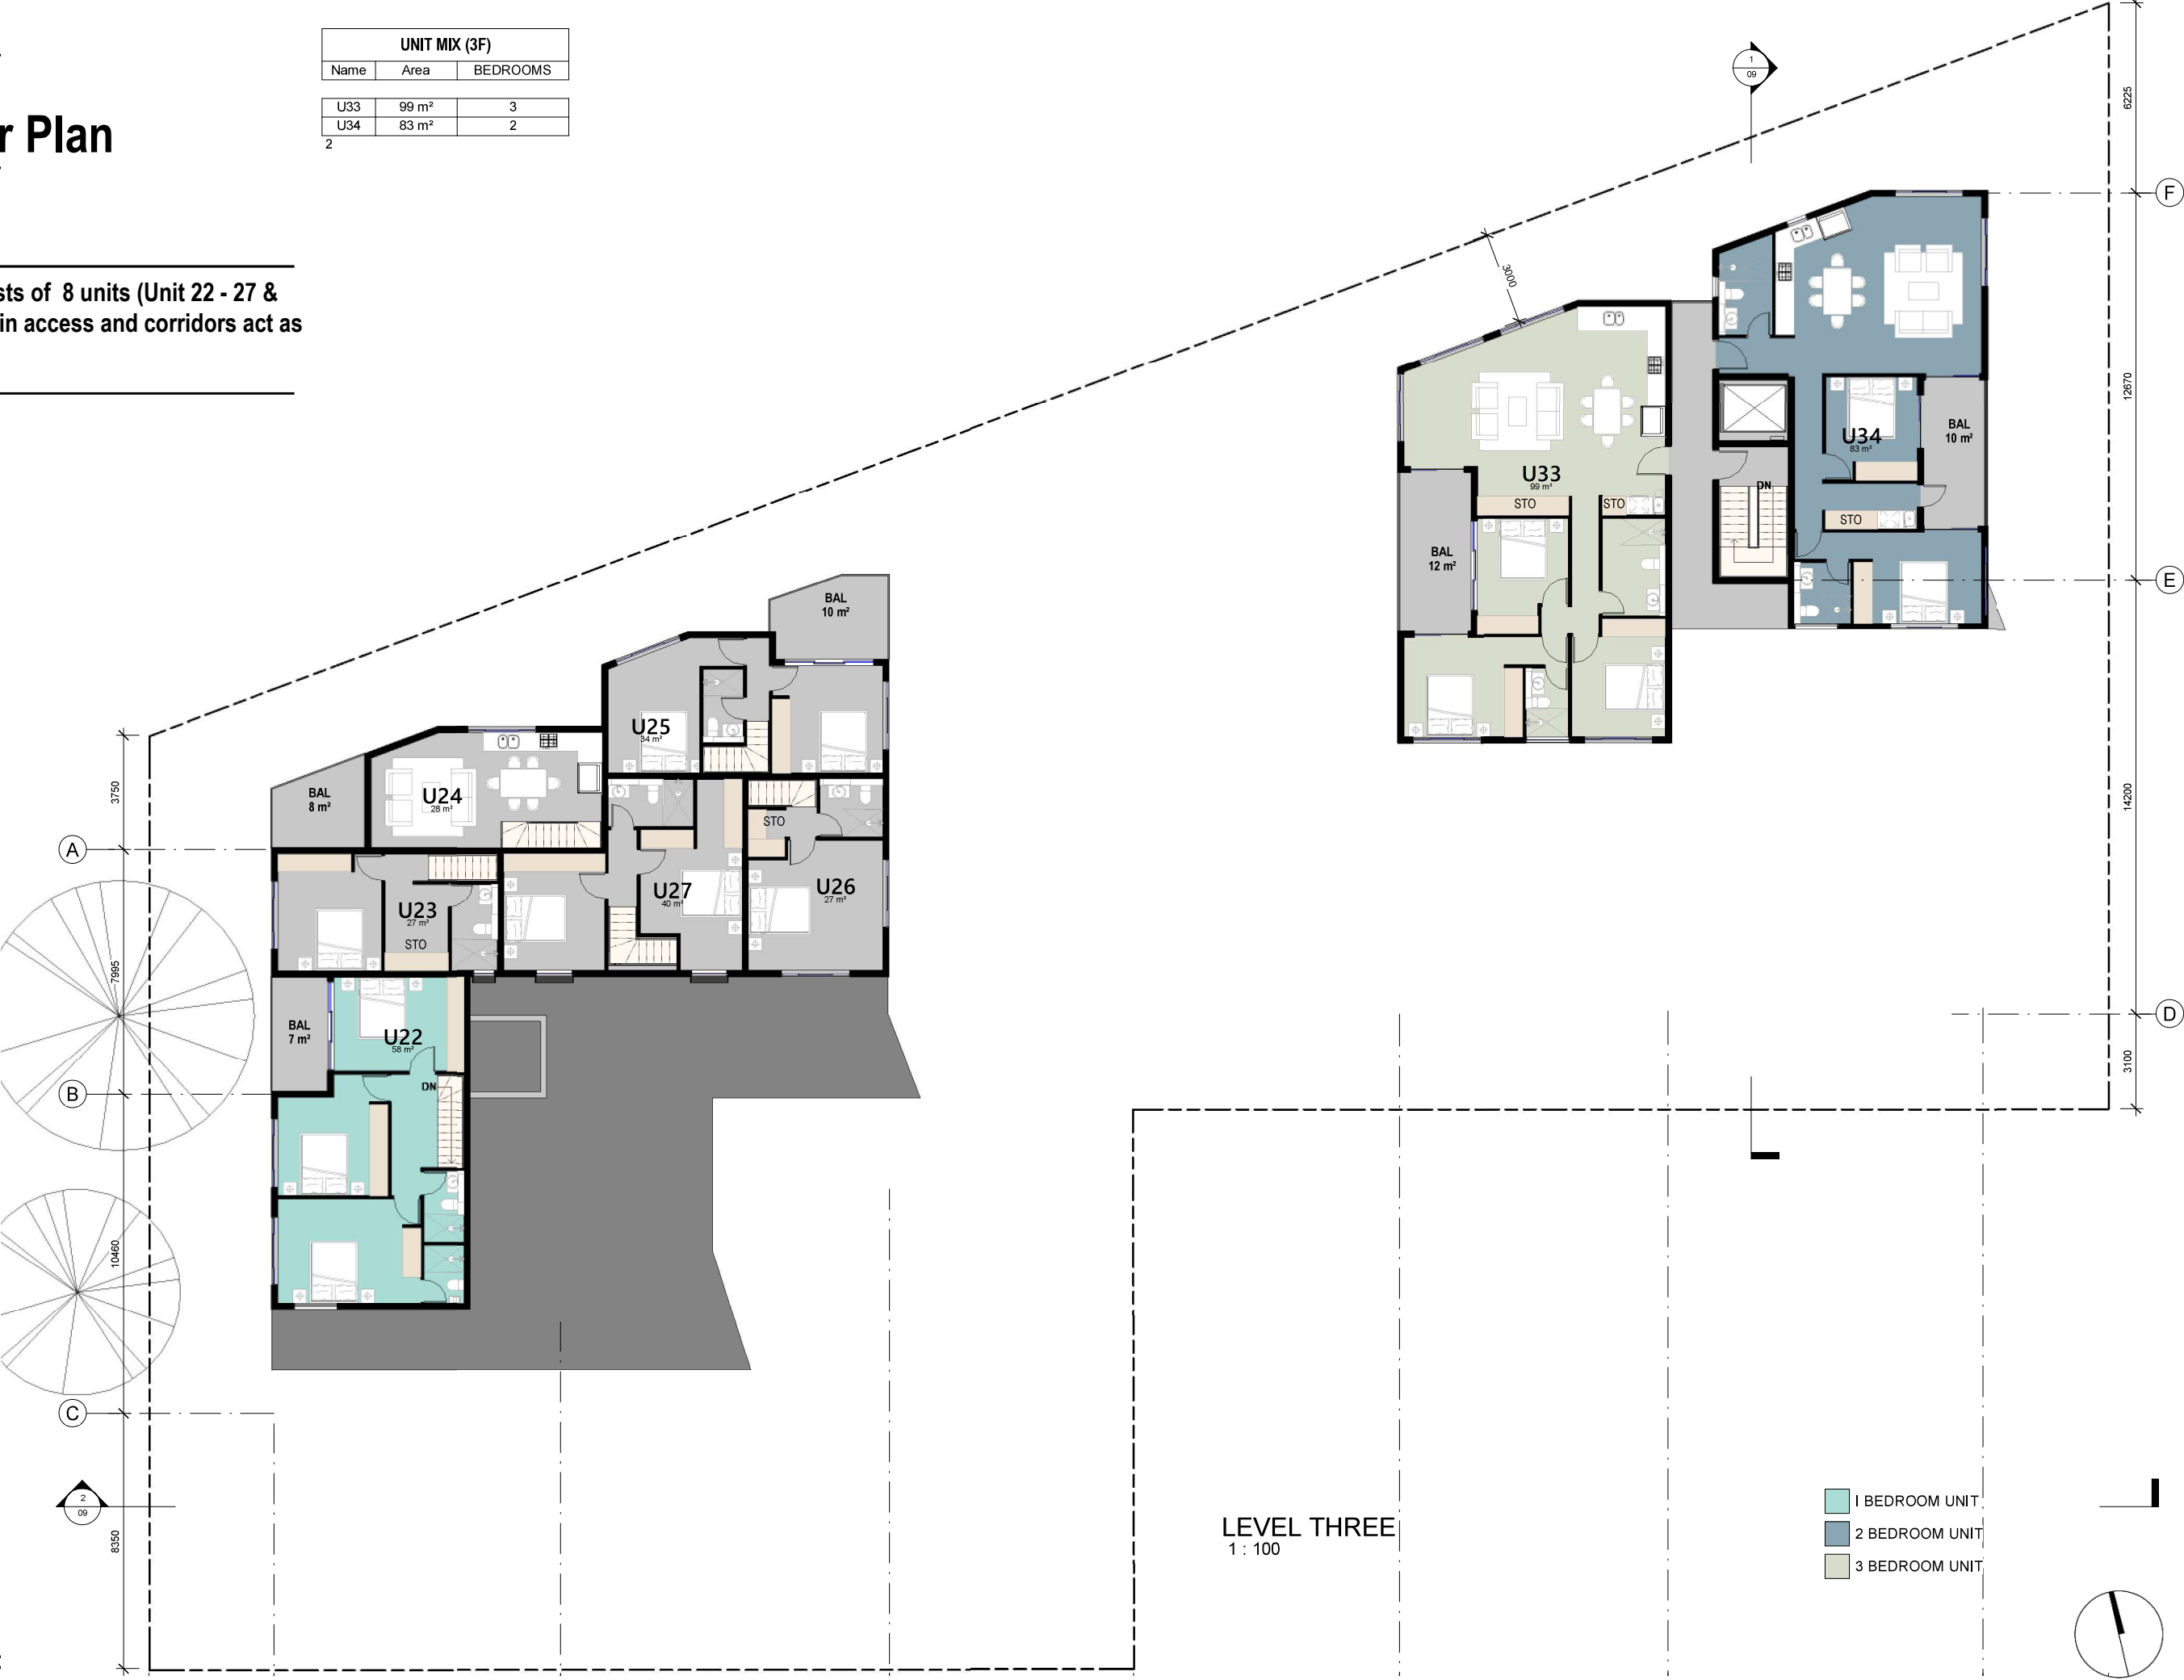 UNIT MIX (3F)
Name Area BEDROOMS
U33 99 m² 3
U34 83 m² 2
2
r Plan
sts of 8 units (Unit 22 - 27 &
in access and corridors act as
1
09
6225
F
3000
12670
BAL
10 m²
U34
83 m²
DN
STO
U33
99 m²
STO
STO
BAL
12 m²
E
BAL
10 m²
U25
34 m²
3750
BAL
8 m²
U24
28 m²
14200
A
STO
U23
27 m²
STO
U27
40 m²
U26
27 m²
7995
BAL
7 m²
U22
58 m²
D
DN
B
3100
10460
C
2
09
8350
LEVEL THREE
1 : 100
I BEDROOM UNIT
2 BEDROOM UNIT
3 BEDROOM UNIT